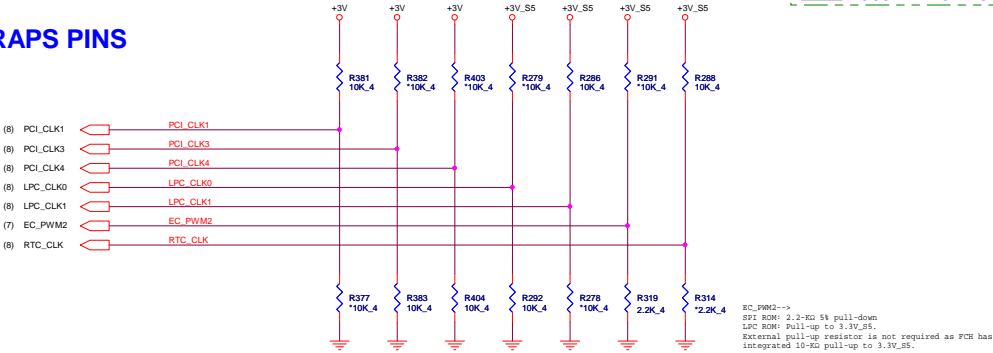 +3V +3V +3V +3V_S5 +3V_S5 +3V_S5 +3V_S5
RAPS PINS
R381 R382 R403 R279 R286 R291 R288
10K_4 *10K_4 *10K_4 *10K_4 10K_4 *10K_4 10K_4
(8) PCI_CLK1 PCI_CLK1
(8) PCI_CLK3 PCI_CLK3
(8) PCI_CLK4 PCI_CLK4
(8) LPC_CLK0 LPC_CLK0
(8) LPC_CLK1 LPC_CLK1
(7) EC_PWM2 EC_PWM2
(8) RTC_CLK RTC_CLK
R377 R383 R404 R292 R278 R319 R314
*10K_4 10K_4 10K_4 10K_4 *10K_4 2.2K_4 *2.2K_4
EC_PWM2-->
SPI ROM: 2.2-KΩ 5% pull-down
LPC ROM: Pull-up to 3.3V_S5.
External pull-up resistor is not required as FCH has
integrated 10-KΩ pull-up to 3.3V_S5.